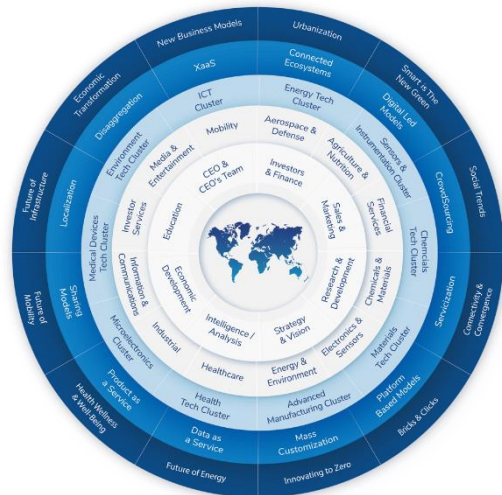 New Business Models
Urbanization
Smart is The
New Green
Social Trends
Connectivity &
Convergence
Bricks & Clicks
Innovating to Zero
Future of Energy
Health Wellness
& Well-Being
Future of
Mobility
Future of
Infrastructure
Economic
Transformation
XaaS
Connected
Ecosystems
Digital Led
Models
CrowdSourcing
Servicization
Platform
Based Models
Mass
Customization
Data as
a Service
Product as
a Service
Sharing
Models
Localization
Disaggregation
ICT
Cluster
Energy Tech
Cluster
Sensors &
Instrumentation Cluster
Chemcials
Tech Cluster
Materials
Tech Cluster
Advanced
Manufacturing Cluster
Health
Tech Cluster
Microelectronics
Cluster
Medical Devices
Tech Cluster
Environment
Tech Cluster
Mobility
Aerospace &
Defense
Agriculture &
Nutrition
Financial
Services
Chemicals &
Materials
Electronics &
Sensors
Energy &
Environment
Healthcare
Industrial
Information &
Communications
Investor
Services
Media &
Entertainment
CEO &
CEO's Team
Investors
& Finance
Sales &
Marketing
Research &
Development
Strategy
& Vision
Intelligence /
Analysis
Economic
Development
Education